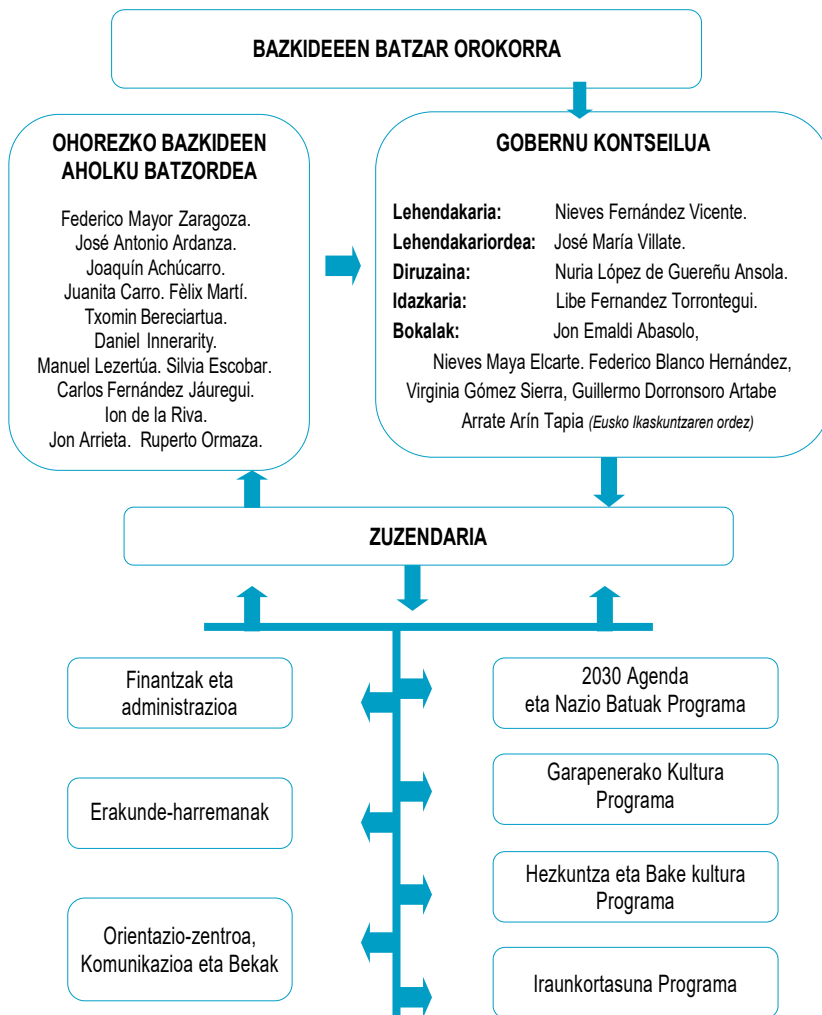 BAZKIDEEEN BATZAR OROKORRA
OHOREZKO BAZKIDEEN
AHOLKU BATZORDEA
Federico Mayor Zaragoza.
José Antonio Ardanza.
Joaquín Achúcarro.
Juanita Carro. Fèlix Martí.
Txomin Bereciartua.
Daniel Innerarity.
Manuel Lezertúa. Silvia Escobar.
Carlos Fernández Jáuregui.
Ion de la Riva.
Jon Arrieta. Ruperto Ormaza.
GOBERNU KONTSEILUA
Lehendakaria: Nieves Fernández Vicente.
Lehendakariordea: José María Villate.
Diruzaina: Nuria López de Guereñu Ansola.
Idazkaria: Libe Fernandez Torrontegui.
Bokalak: Jon Emaldi Abasolo,
Nieves Maya Elcarte. Federico Blanco Hernández,
Virginia Gómez Sierra, Guillermo Dorronsoro Artabe
Arrate Arín Tapia (Eusko Ikaskuntzaren ordez)
ZUZENDARIA
Finantzak eta
administrazioa
Erakunde-harremanak
Orientazio-zentroa,
Komunikazioa eta Bekak
2030 Agenda
eta Nazio Batuak Programa
Garapenerako Kultura
Programa
Hezkuntza eta Bake kultura
Programa
Iraunkortasuna Programa